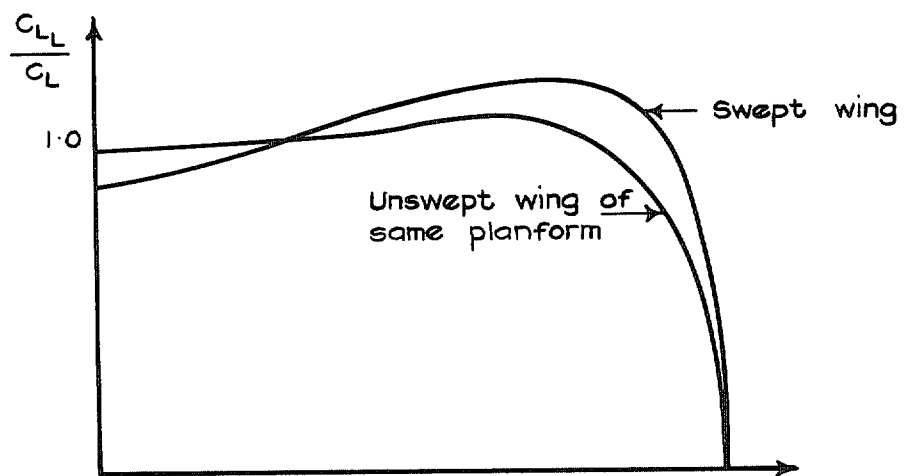 C_L_L
C_L
1·0
Swept wing
Unswept wing of
same planform